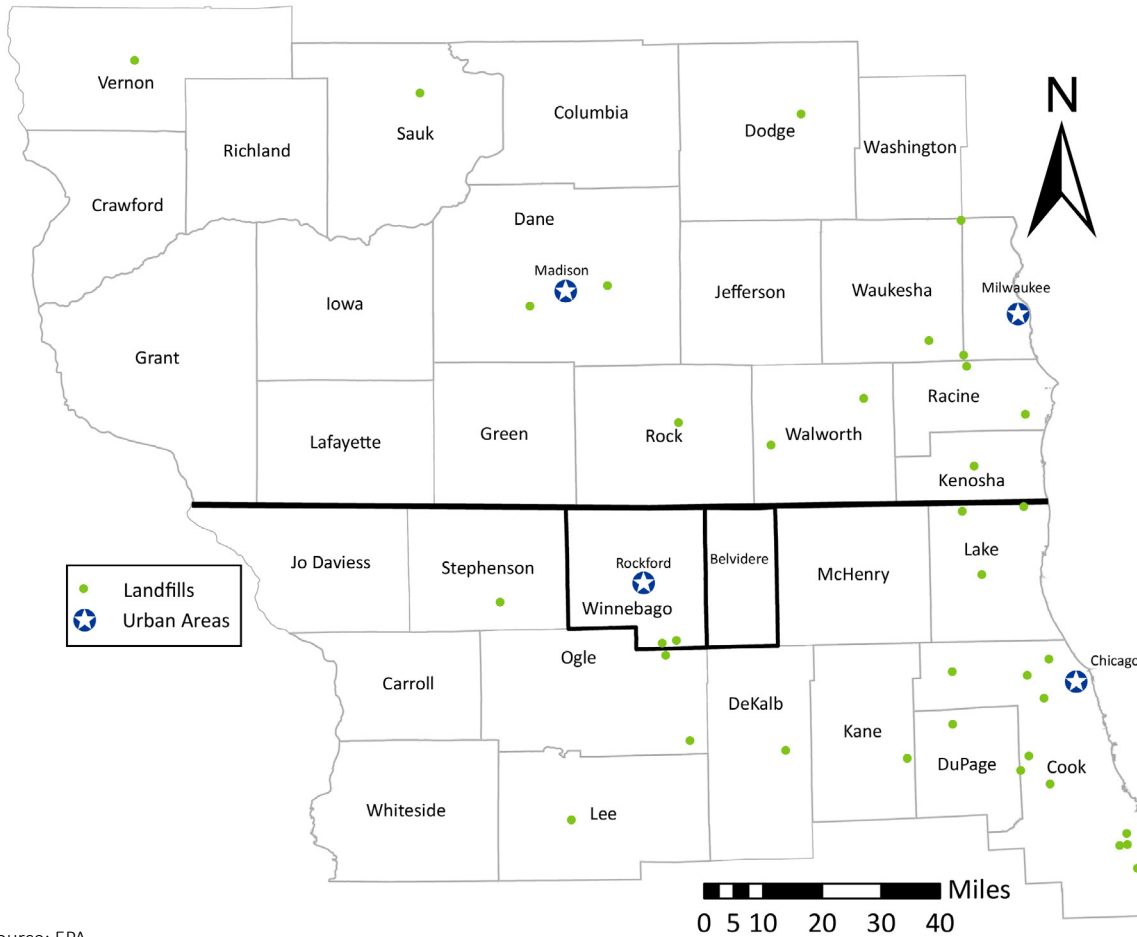 N
Vernon
Sauk
Columbia
Dodge
Richland
Washington
Crawford
Dane
Madison
Iowa
Jefferson
Waukesha
Milwaukee
Grant
Racine
Lafayette
Green
Rock
Walworth
Kenosha
Jo Daviess
Stephenson
Rockford
Winnebago
Belvidere
McHenry
Lake
Landfills
Urban Areas
Ogle
Chicago
Carroll
DeKalb
Kane
DuPage
Cook
Whiteside
Lee
Miles
0 5 10 20 30 40
EPA